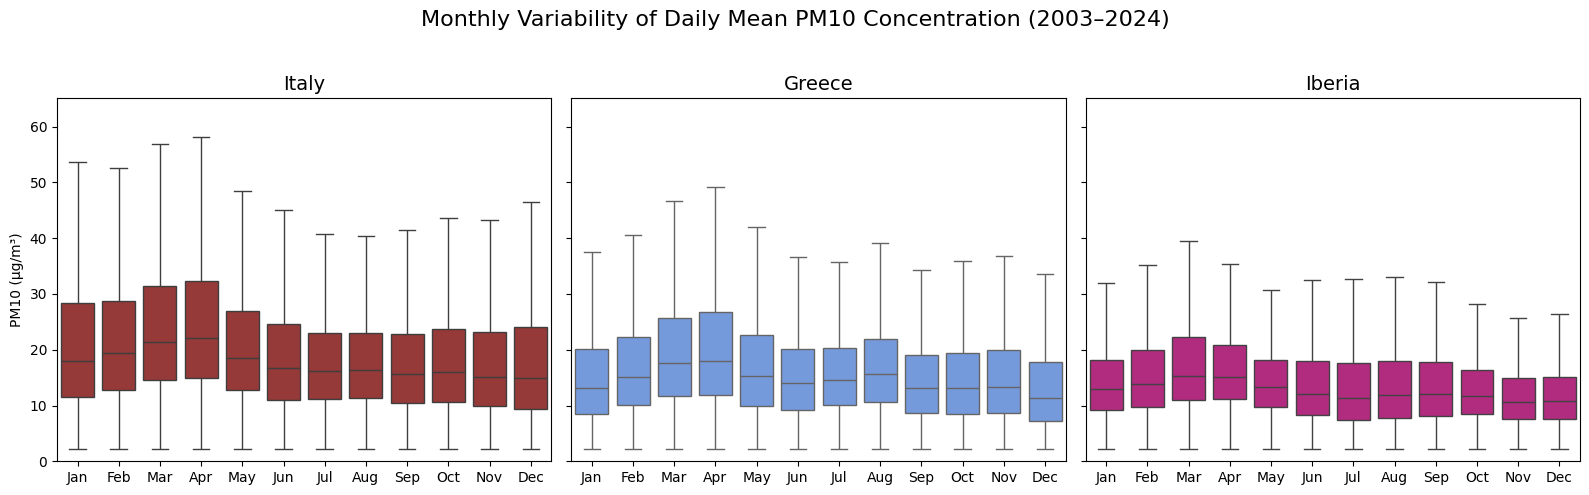 Monthly Variability of Daily Mean PM10 Concentration (2003–2024)
Italy Greece Iberia
PM10 (µg/m³)
60
50
40
30
20
10
0
Jan Feb Mar Apr May Jun Jul Aug Sep Oct Nov Dec Jan Feb Mar Apr May Jun Jul Aug Sep Oct Nov Dec Jan Feb Mar Apr May Jun Jul Aug Sep Oct Nov Dec